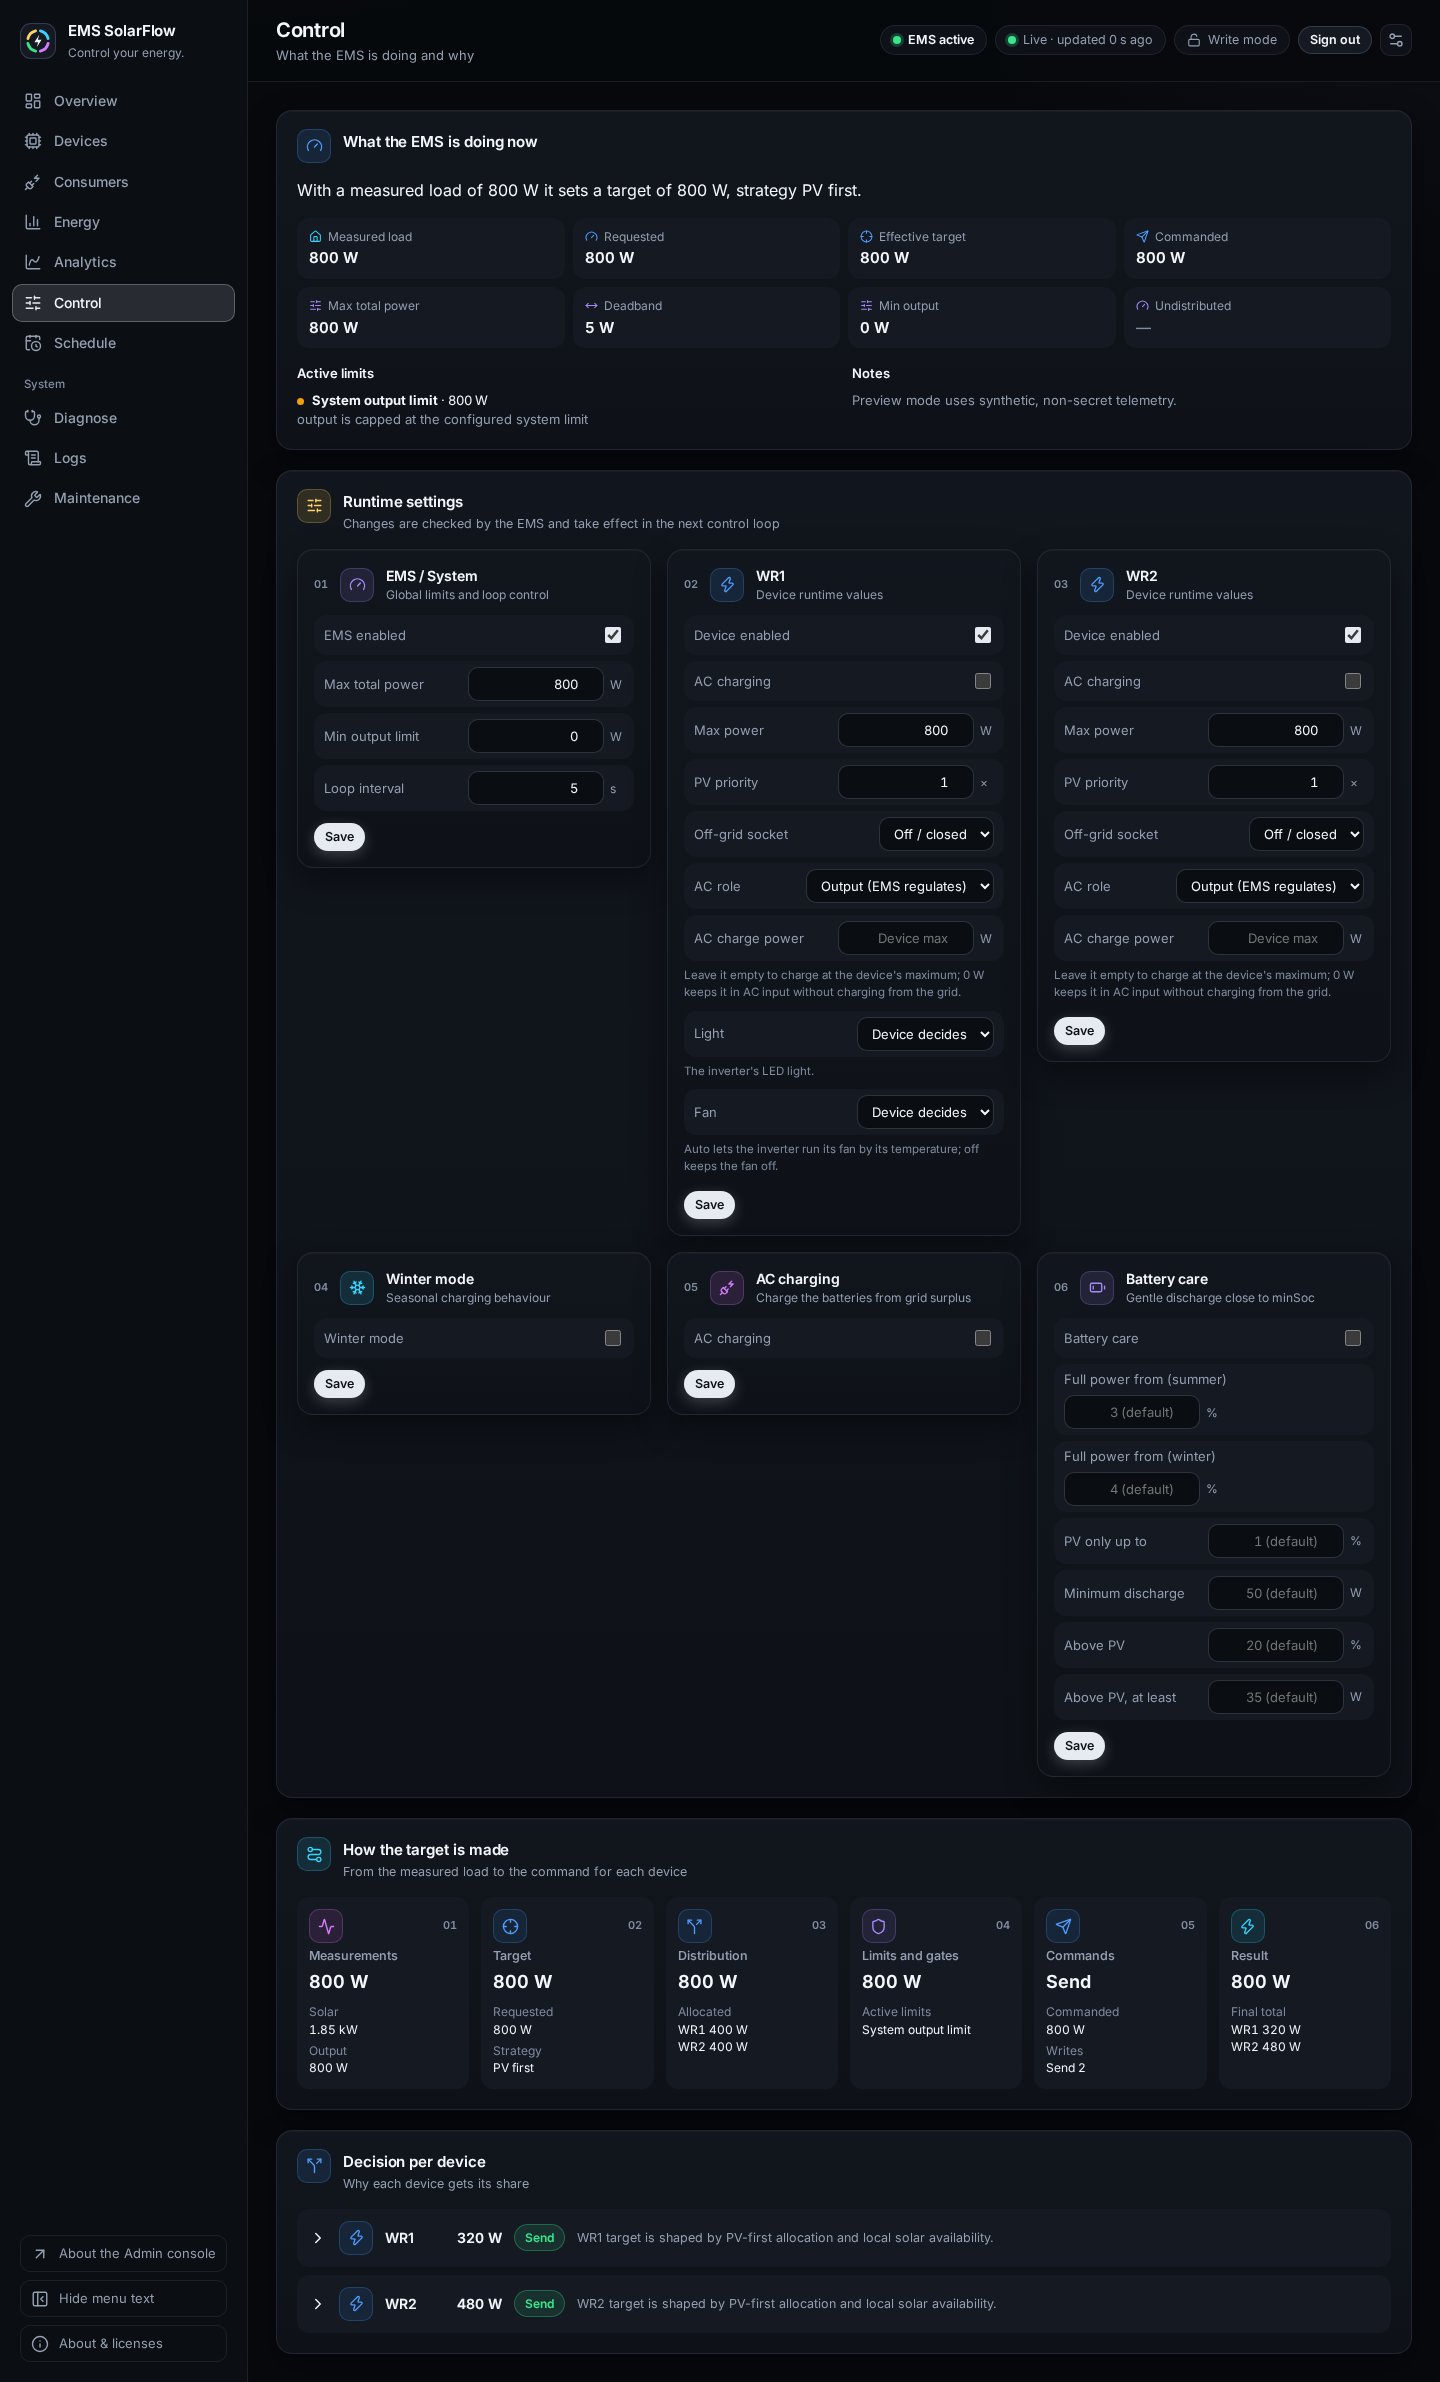 EMS SolarFlow
Control your energy.
Overview
Devices
Consumers
Energy
Analytics
Control
Schedule
System
Diagnose
Logs
Maintenance
About the Admin console
Hide menu text
About & licenses
Control
What the EMS is doing and why
EMS active
Live · updated 0 s ago
Write mode
Sign out
What the EMS is doing now
With a measured load of 800 W it sets a target of 800 W, strategy PV first.
Measured load
800 W
Requested
800 W
Effective target
800 W
Commanded
800 W
Max total power
800 W
Deadband
5 W
Min output
0 W
Undistributed
—
Active limits
System output limit · 800 W
output is capped at the configured system limit
Notes
Preview mode uses synthetic, non-secret telemetry.
Runtime settings
Changes are checked by the EMS and take effect in the next control loop
01
EMS / System
Global limits and loop control
EMS enabled
Max total power 800 W
Min output limit 0 W
Loop interval 5 s
Save
02
WR1
Device runtime values
Device enabled
AC charging
Max power 800 W
PV priority 1 ×
Off-grid socket Off / closed
AC role Output (EMS regulates)
AC charge power Device max W
Leave it empty to charge at the device's maximum; 0 W
keeps it in AC input without charging from the grid.
Light Device decides
The inverter's LED light.
Fan Device decides
Auto lets the inverter run its fan by its temperature; off
keeps the fan off.
Save
03
WR2
Device runtime values
Device enabled
AC charging
Max power 800 W
PV priority 1 ×
Off-grid socket Off / closed
AC role Output (EMS regulates)
AC charge power Device max W
Leave it empty to charge at the device's maximum; 0 W
keeps it in AC input without charging from the grid.
Save
04
Winter mode
Seasonal charging behaviour
Winter mode
Save
05
AC charging
Charge the batteries from grid surplus
AC charging
Save
06
Battery care
Gentle discharge close to minSoc
Battery care
Full power from (summer)
3 (default) %
Full power from (winter)
4 (default) %
PV only up to 1 (default) %
Minimum discharge 50 (default) W
Above PV 20 (default) %
Above PV, at least 35 (default) W
Save
How the target is made
From the measured load to the command for each device
01
Measurements
800 W
Solar
1.85 kW
Output
800 W
02
Target
800 W
Requested
800 W
Strategy
PV first
03
Distribution
800 W
Allocated
WR1 400 W
WR2 400 W
04
Limits and gates
800 W
Active limits
System output limit
05
Commands
Send
Commanded
800 W
Writes
Send 2
06
Result
800 W
Final total
WR1 320 W
WR2 480 W
Decision per device
Why each device gets its share
WR1 320 W Send WR1 target is shaped by PV-first allocation and local solar availability.
WR2 480 W Send WR2 target is shaped by PV-first allocation and local solar availability.